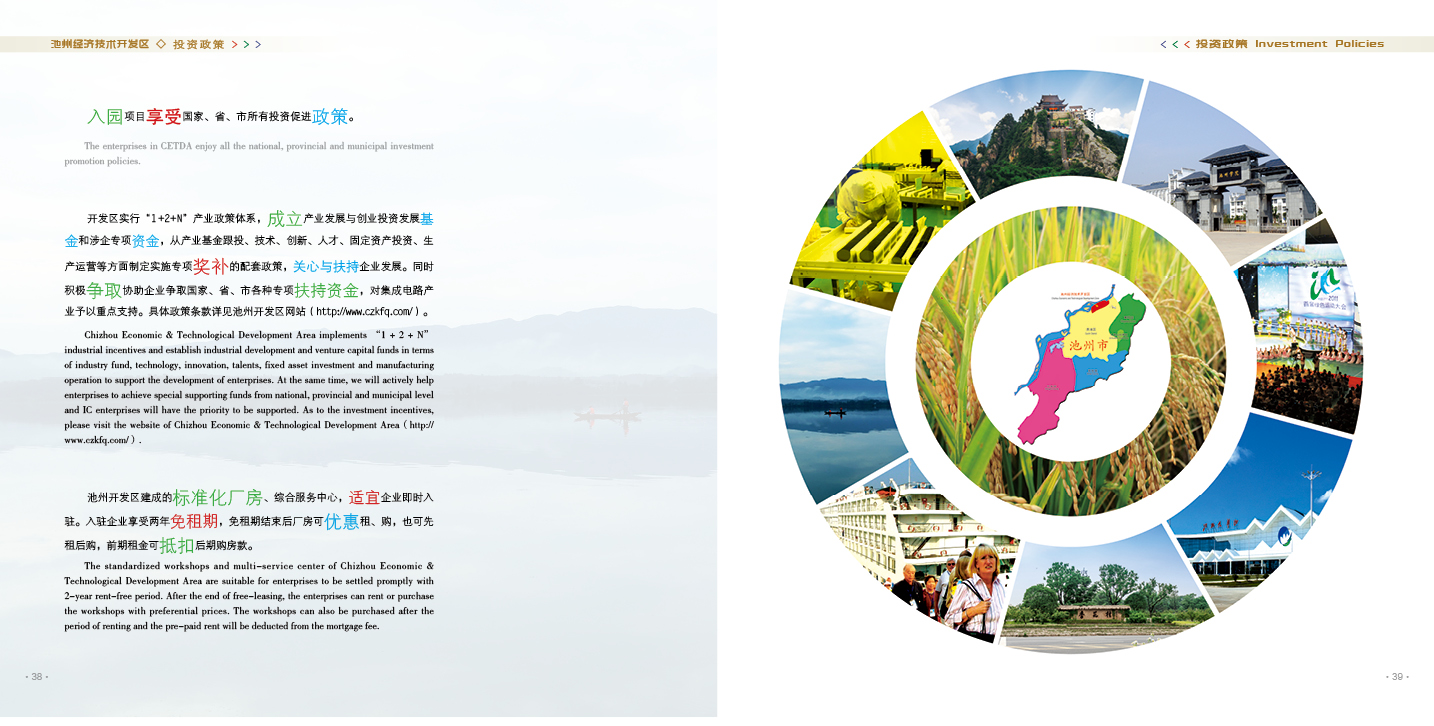 池州经济技术开发区 ◇ 投资政策 > > >
< < < 投资政策 Investment Policies
入园项目享受国家、省、市所有投资促进政策。
The enterprises in CETDA enjoy all the national, provincial and municipal investment
promotion policies.
开发区实行“1+2+N”产业政策体系，成立产业发展与创业投资发展基
金和涉企专项资金，从产业基金跟投、技术、创新、人才、固定资产投资、生
产运营等方面制定实施专项奖补的配套政策，关心与扶持企业发展。同时
积极争取协助企业争取国家、省、市各种专项扶持资金，对集成电路产
业予以重点支持。具体政策条款详见池州开发区网站（http://www.czkfq.com/）。
Chizhou Economic & Technological Development Area implements “1 + 2 + N”
industrial incentives and establish industrial development and venture capital funds in terms
of industry fund, technology, innovation, talents, fixed asset investment and manufacturing
operation to support the development of enterprises. At the same time, we will actively help
enterprises to achieve special supporting funds from national, provincial and municipal level
and IC enterprises will have the priority to be supported. As to the investment incentives,
please visit the website of Chizhou Economic & Technological Development Area（http://
www.czkfq.com/）.
池州开发区建成的标准化厂房、综合服务中心，适宜企业即时入
驻。入驻企业享受两年免租期，免租期结束后厂房可优惠租、购，也可先
租后购，前期租金可抵扣后期购房款。
The standardized workshops and multi-service center of Chizhou Economic &
Technological Development Area are suitable for enterprises to be settled promptly with
2-year rent-free period. After the end of free-leasing, the enterprises can rent or purchase
the workshops with preferential prices. The workshops can also be purchased after the
period of renting and the pre-paid rent will be deducted from the mortgage fee.
池州学院
2011
池州市
· 38 ·
· 39 ·